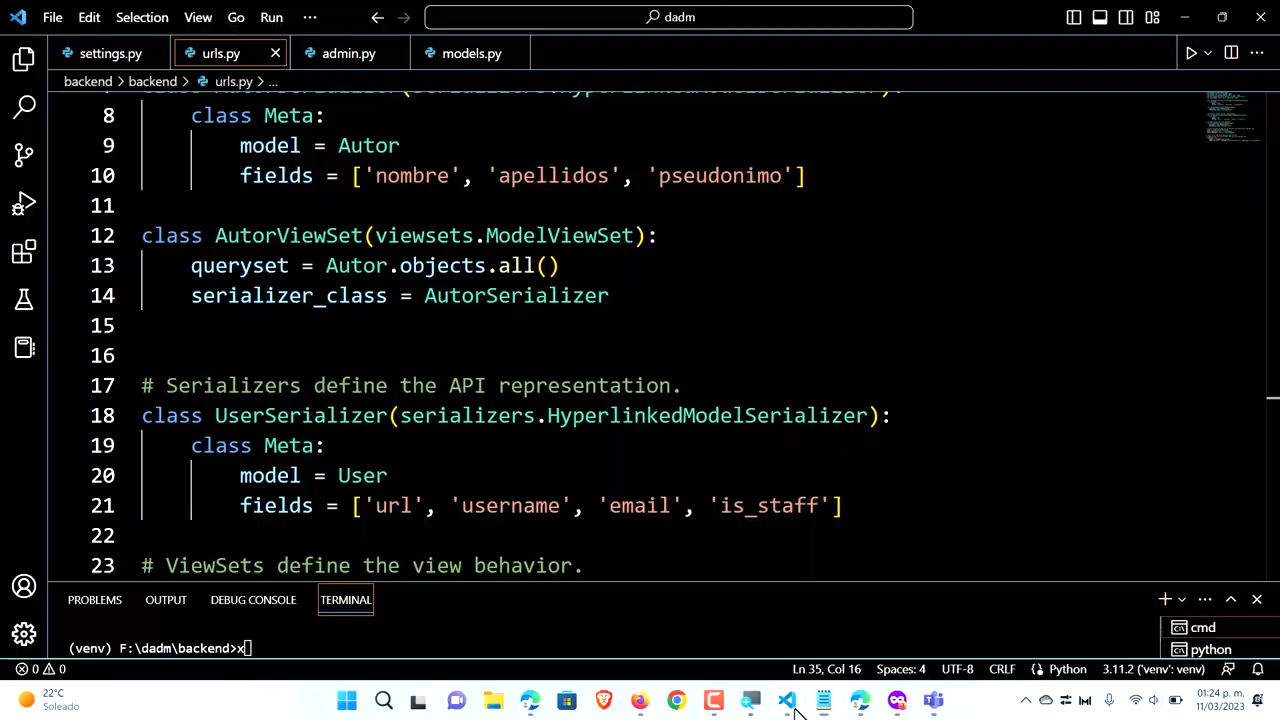 File Edit Selection View Go Run ··· dadm
settings.py urls.py admin.py models.py
backend > backend > urls.py > ...
8 class Meta:
9 model = Autor
10 fields = ['nombre', 'apellidos', 'pseudonimo']
11
12 class AutorViewSet(viewsets.ModelViewSet):
13 queryset = Autor.objects.all()
14 serializer_class = AutorSerializer
15
16
17 # Serializers define the API representation.
18 class UserSerializer(serializers.HyperlinkedModelSerializer):
19 class Meta:
20 model = User
21 fields = ['url', 'username', 'email', 'is_staff']
22
23 # ViewSets define the view behavior.
PROBLEMS OUTPUT DEBUG CONSOLE TERMINAL
cmd
(venv) F:\dadm\backend>x
python
0 0 Ln 35, Col 16 Spaces: 4 UTF-8 CRLF Python 3.11.2 ('venv': venv)
22°C
Soleado
01:24 p. m.
11/03/2023